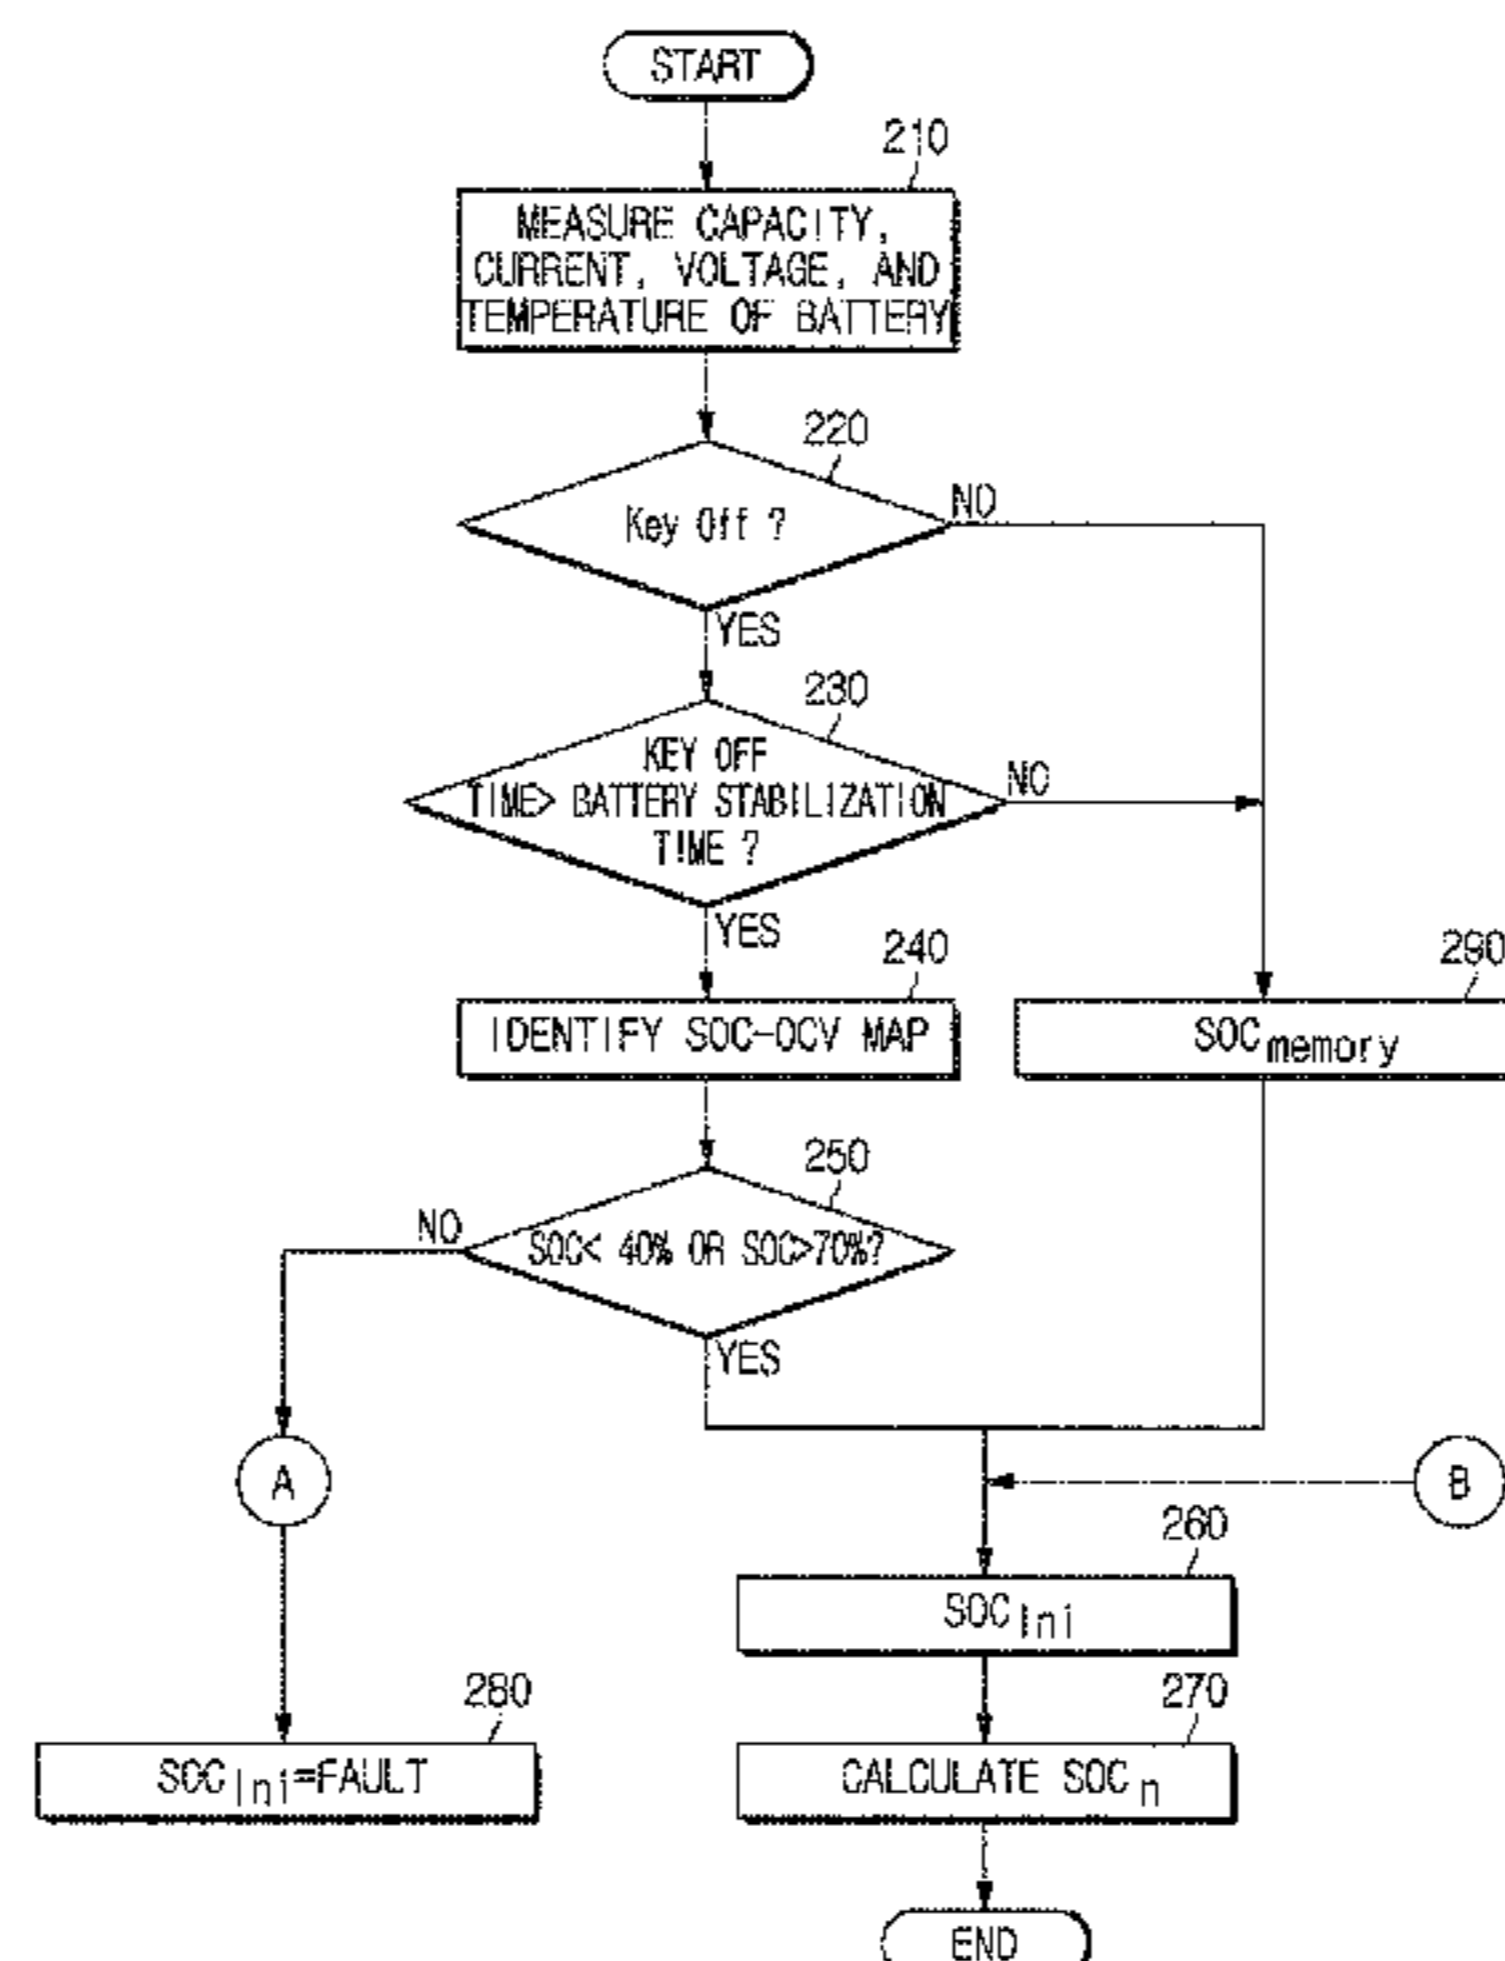 START
210
MEASURE CAPACITY,
CURRENT, VOLTAGE, AND
TEMPERATURE OF BATTERY
220
Key Off ?
NO
YES
230
KEY OFF
TIME> BATTERY STABILIZATION
TIME ?
NO
YES
240
IDENTIFY SOC-OCV MAP
290
SOCmemory
250
SOC< 40% OR SOC>70%?
NO
YES
A
B
260
SOCIni
280
SOCIni=FAULT
270
CALCULATE SOCn
END